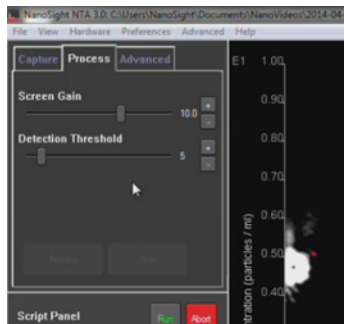 NanoSight NTA 3.0: C:\Users\NanoSight\Documents\NanoVideos\2014-04-
File View Hardware Preferences Advanced Help
Capture Process Advanced
Screen Gain
10.0 + -
Detection Threshold
5 + -
Script Panel Run Abort
E1 1.00
0.90
0.80
0.70
0.60
0.50
0.40
(particles / ml)